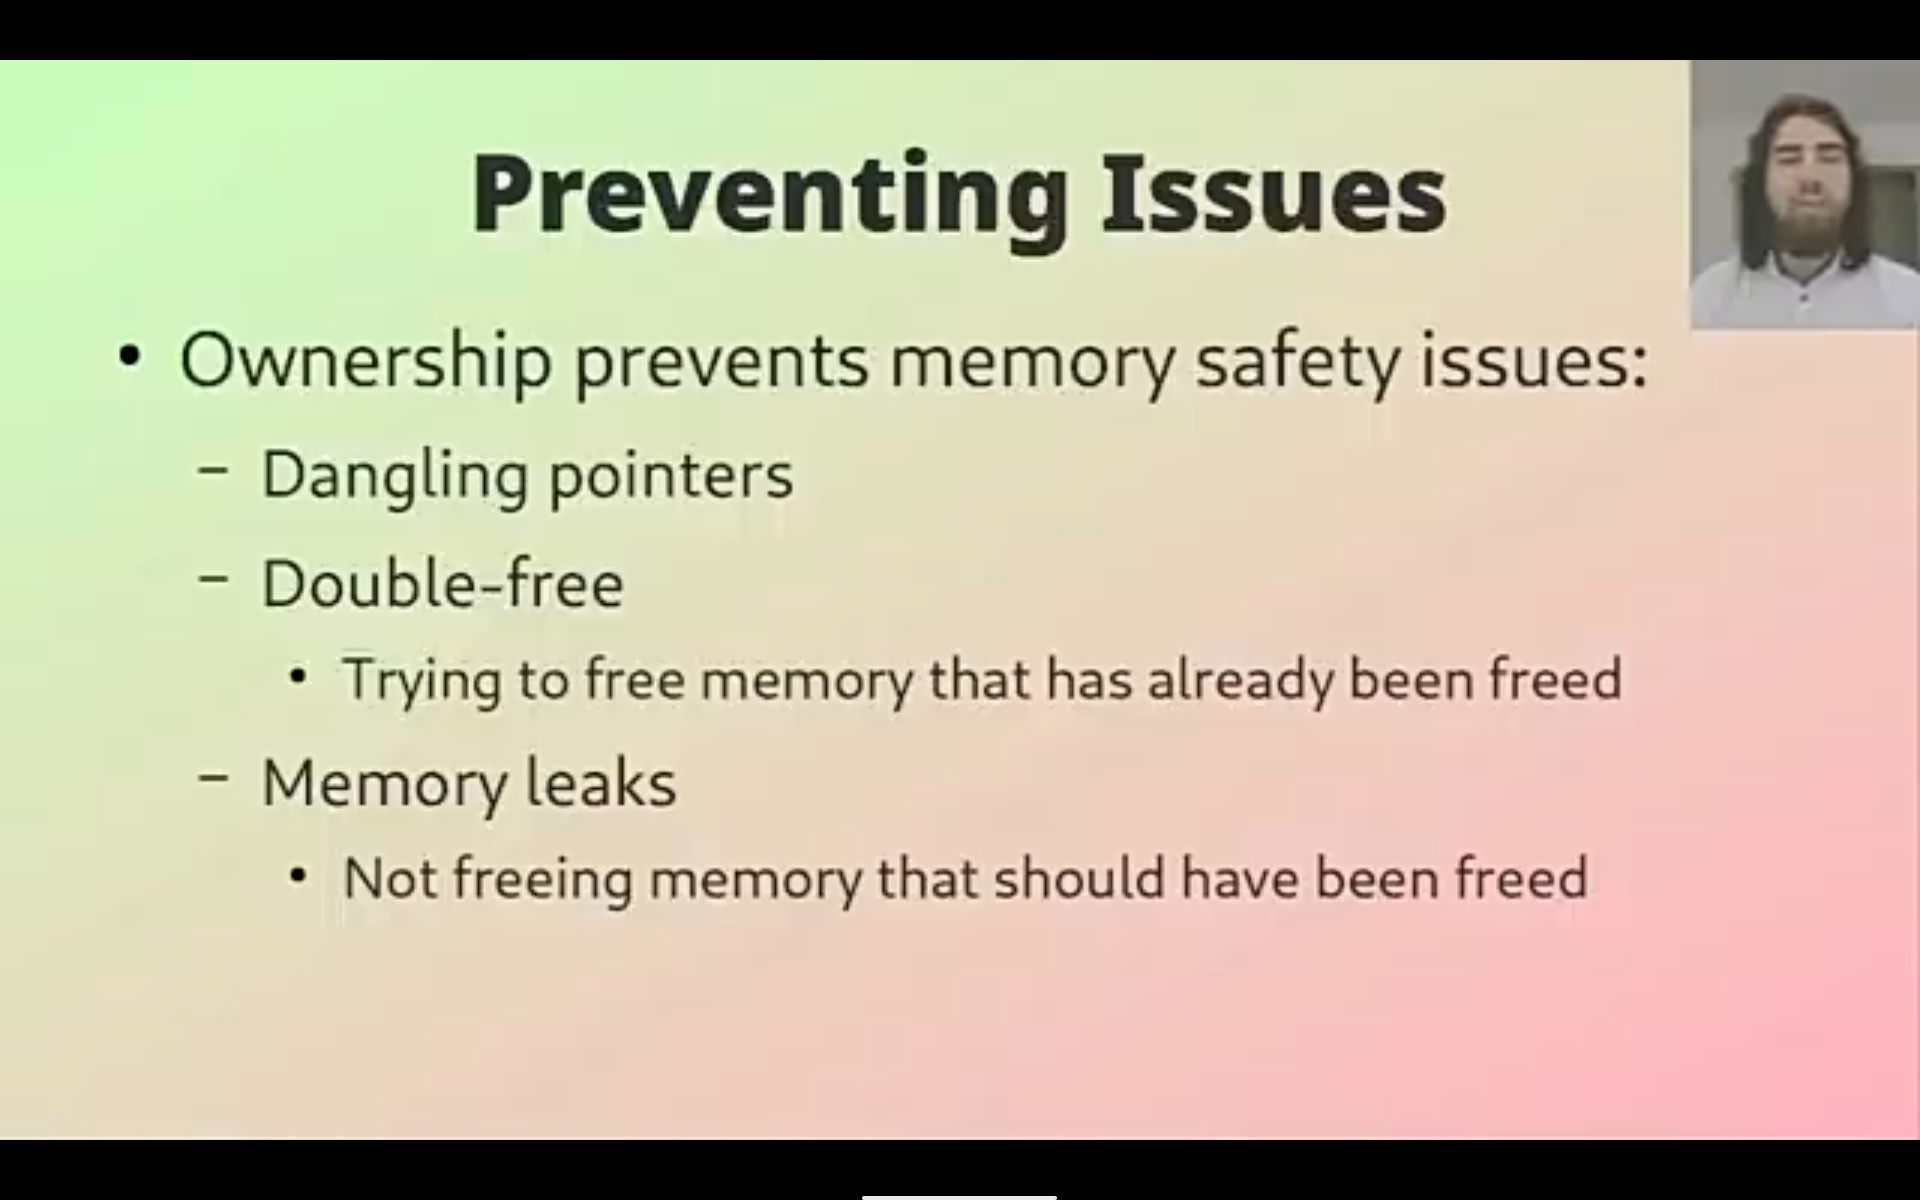 Preventing Issues
• Ownership prevents memory safety issues:
– Dangling pointers
– Double-free
• Trying to free memory that has already been freed
– Memory leaks
• Not freeing memory that should have been freed